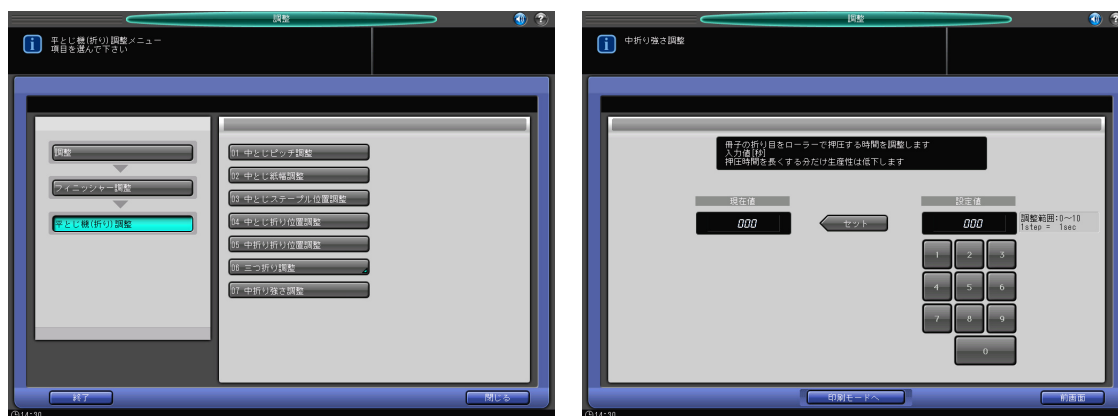 調整
平とじ機(折り)調整メニュー
項目を選んで下さい
調整
フィニッシャー調整
平とじ機(折り)調整
01 中とじピッチ調整
02 中とじ紙幅調整
03 中とじステープル位置調整
04 中とじ折り位置調整
05 中折り折り位置調整
06 三つ折り調整
07 中折り強さ調整
終了
閉じる
14:30
調整
中折り強さ調整
冊子の折り目をローラーで押圧する時間を調整します
入力値[秒]
押圧時間を長くする分だけ生産性は低下します
現在値
設定値
000
セット
000
調整範囲:0～10
1step = 1sec
1 2 3
4 5 6
7 8 9
0
印刷モードへ
前画面
14:30